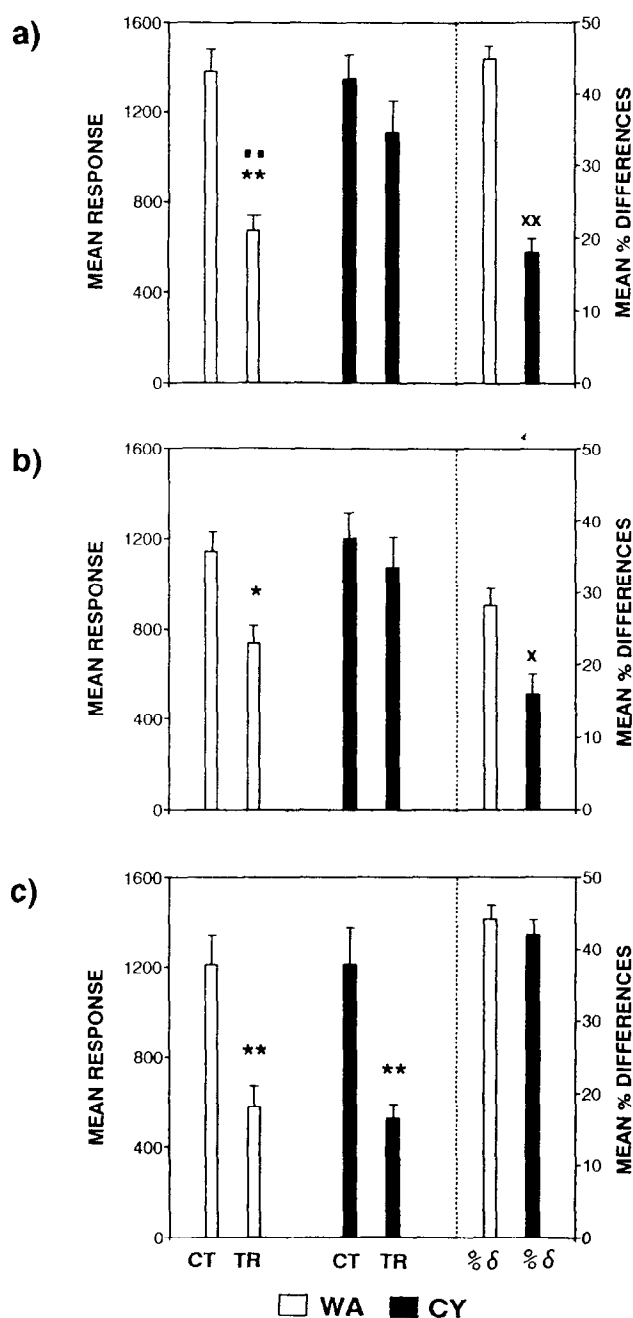 a)
MEAN RESPONSE
1600
1200
800
400
0
**
xx
50
40
30
20
10
0
MEAN % DIFFERENCES
b)
MEAN RESPONSE
1600
1200
800
400
0
*
x
50
40
30
20
10
0
MEAN % DIFFERENCES
c)
MEAN RESPONSE
1600
1200
800
400
0
**
**
50
40
30
20
10
0
MEAN % DIFFERENCES
CT TR CT TR % δ % δ
WA CY